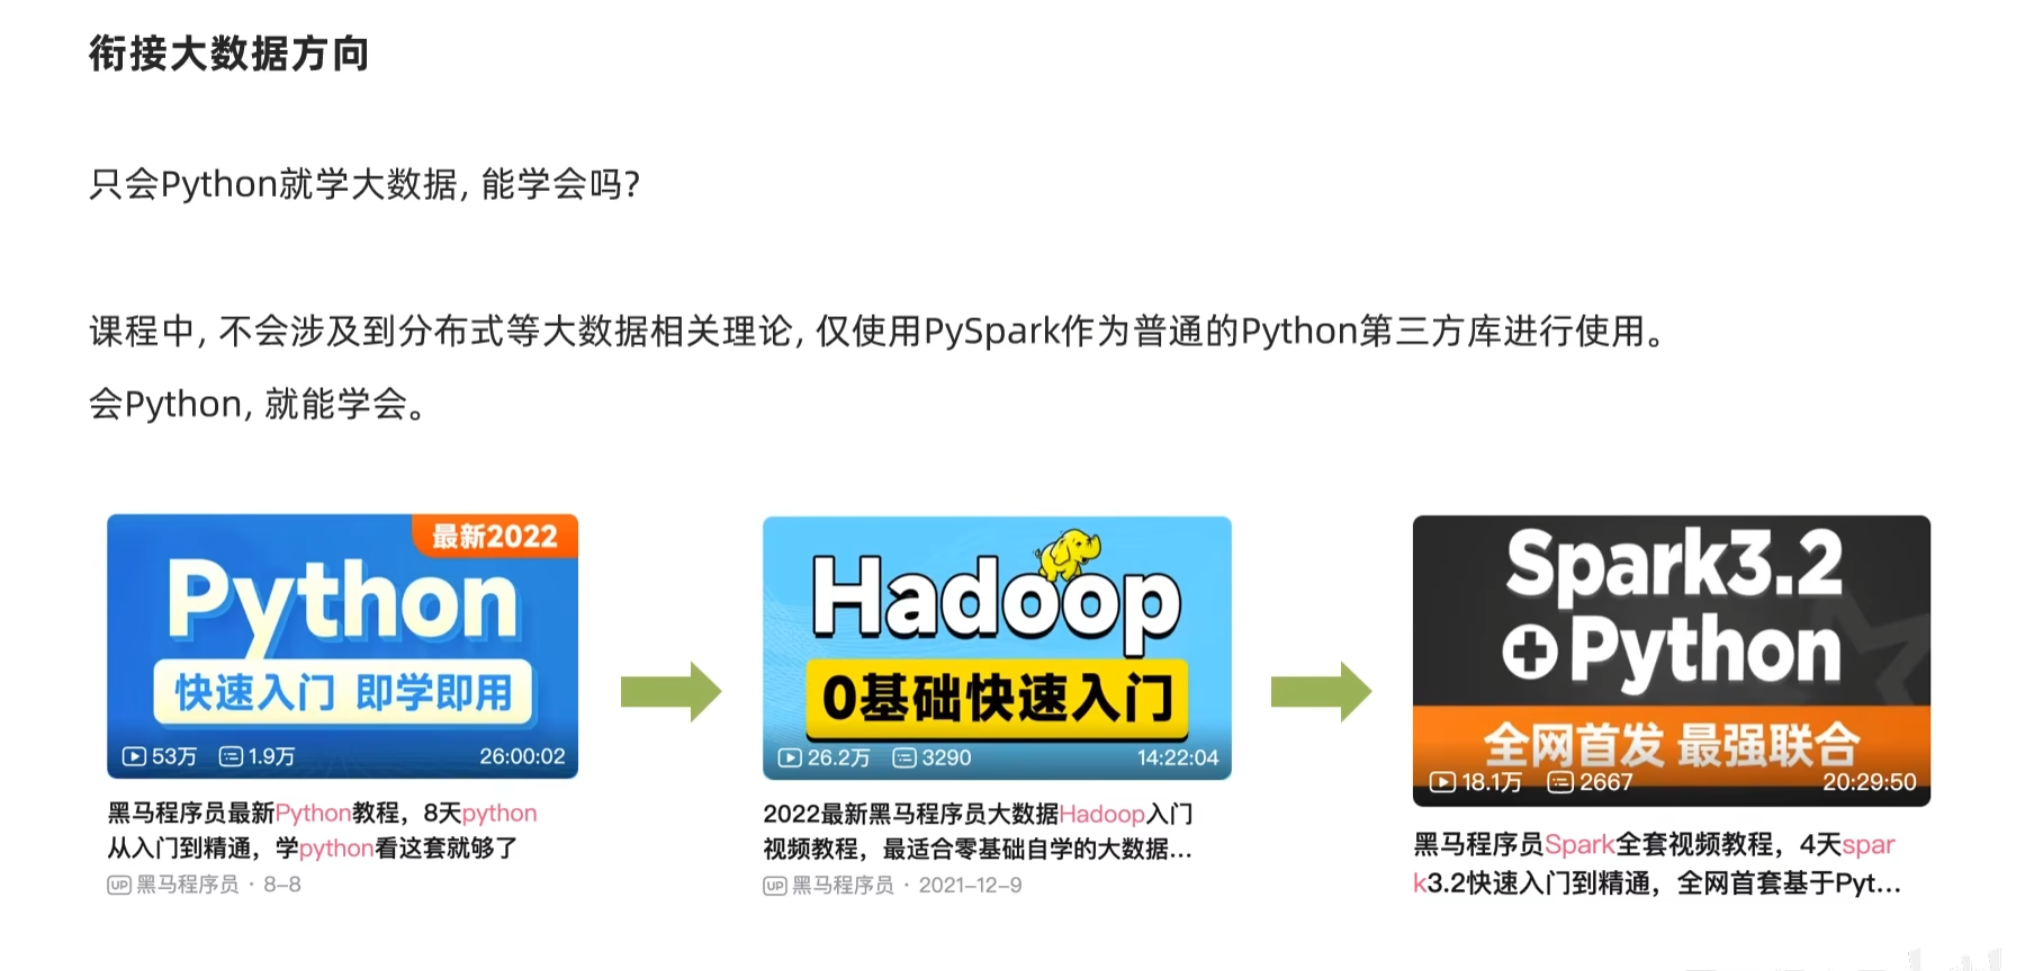 衔接大数据方向
只会Python就学大数据, 能学会吗?
课程中, 不会涉及到分布式等大数据相关理论, 仅使用PySpark作为普通的Python第三方库进行使用。
会Python, 就能学会。
最新2022
Python
快速入门 即学即用
53万 1.9万 26:00:02
黑马程序员最新Python教程，8天python
从入门到精通，学python看这套就够了
UP 黑马程序员 · 8-8
Hadoop
0基础快速入门
26.2万 3290 14:22:04
2022最新黑马程序员大数据Hadoop入门
视频教程，最适合零基础自学的大数据...
UP 黑马程序员 · 2021-12-9
Spark3.2
+Python
全网首发 最强联合
18.1万 2667 20:29:50
黑马程序员Spark全套视频教程，4天spar
k3.2快速入门到精通，全网首套基于Pyt...